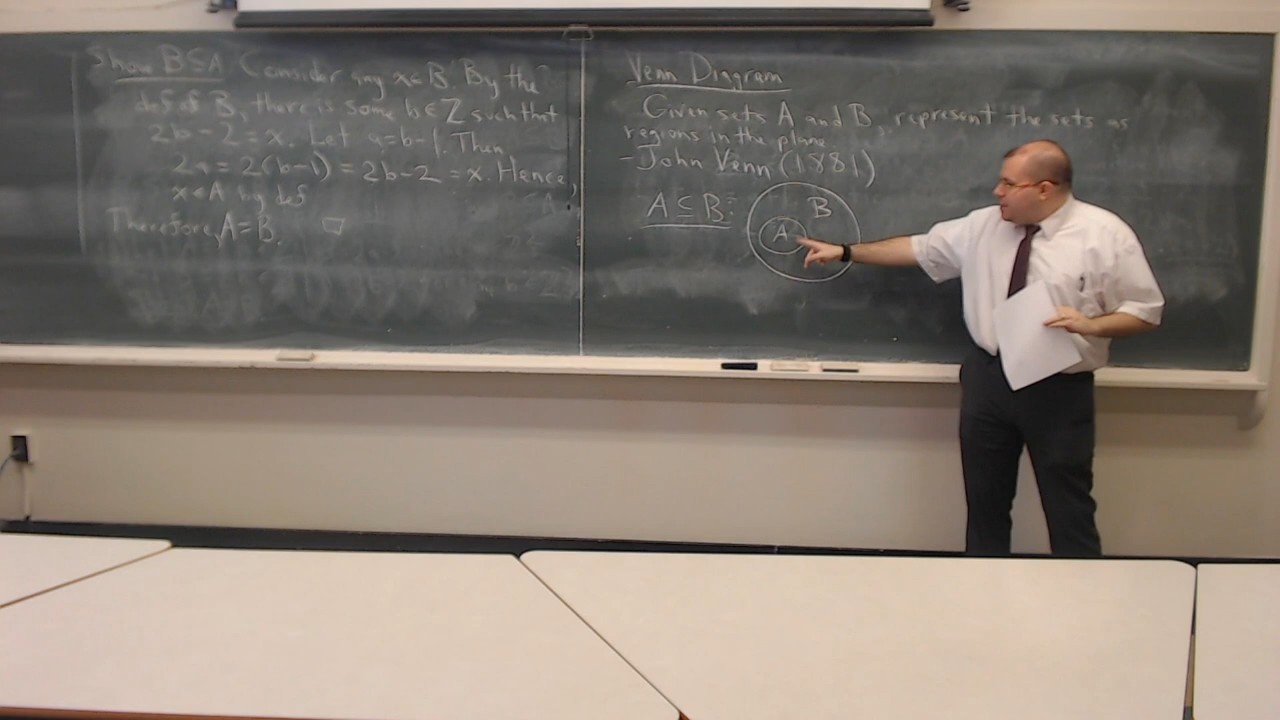 Show B⊆A Consider any x∈B. By the
def of B, there is some b∈Z such that
2b-2=x. Let a=b-1. Then
2a=2(b-1)=2b-2=x. Hence,
x∈A by def
Therefore, A=B. □
Venn Diagram
Given sets A and B, represent the sets as
regions in the plane
- John Venn (1881)
A⊆B:
B
A